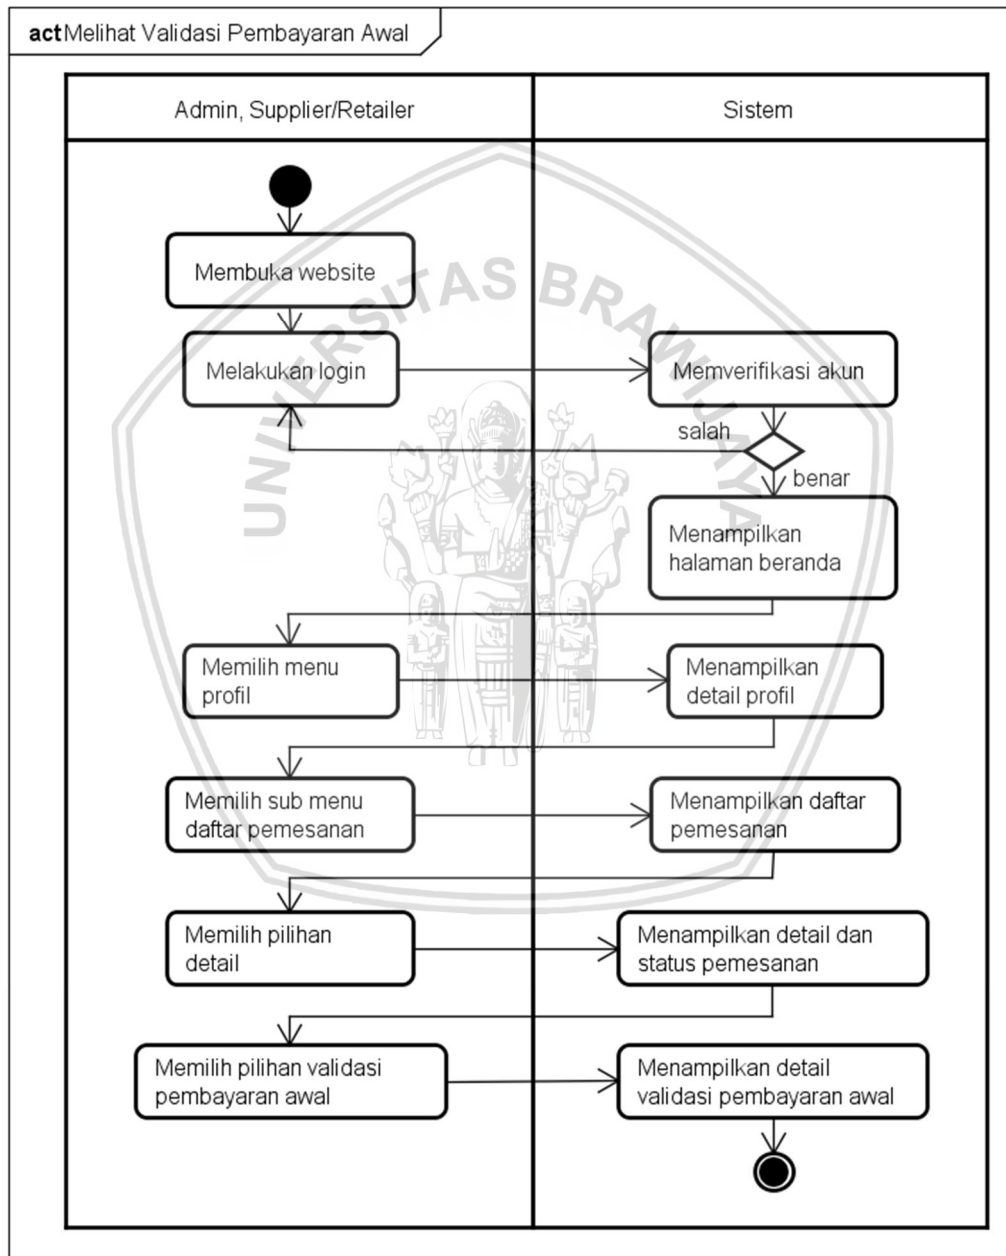 act Melihat Validasi Pembayaran Awal
Admin, Supplier/Retailer
Sistem
Membuka website
Melakukan login
Memverifikasi akun
salah
benar
Menampilkan
halaman beranda
Memilih menu
profil
Menampilkan
detail profil
Memilih sub menu
daftar pemesanan
Menampilkan daftar
pemesanan
Memilih pilihan
detail
Menampilkan detail dan
status pemesanan
Memilih pilihan validasi
pembayaran awal
Menampilkan detail
validasi pembayaran awal
UNIVERSITAS BRAWIJAYA